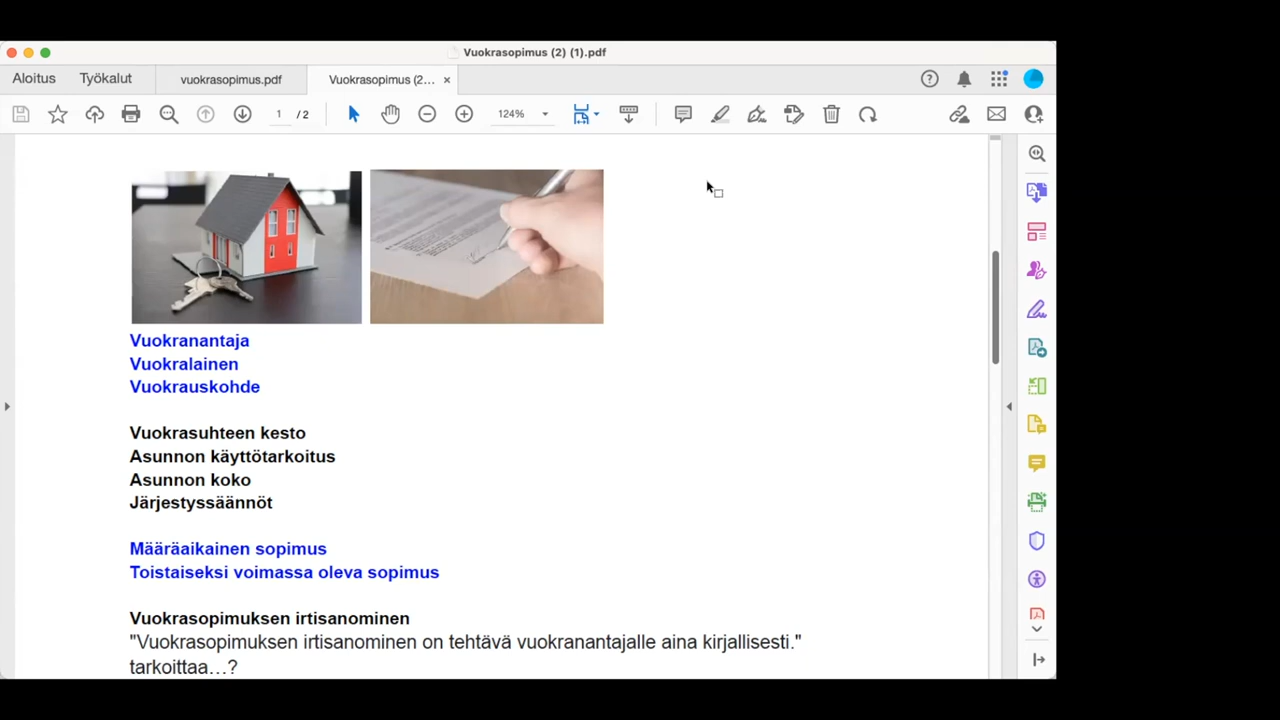 Vuokrasopimus (2) (1).pdf
Aloitus
Työkalut
vuokrasopimus.pdf
Vuokrasopimus (2...
1 / 2
124%
Vuokranantaja
Vuokralainen
Vuokrauskohde
Vuokrasuhteen kesto
Asunnon käyttötarkoitus
Asunnon koko
Järjestyssäännöt
Määräaikainen sopimus
Toistaiseksi voimassa oleva sopimus
Vuokrasopimuksen irtisanominen
"Vuokrasopimuksen irtisanominen on tehtävä vuokranantajalle aina kirjallisesti."
tarkoittaa…?